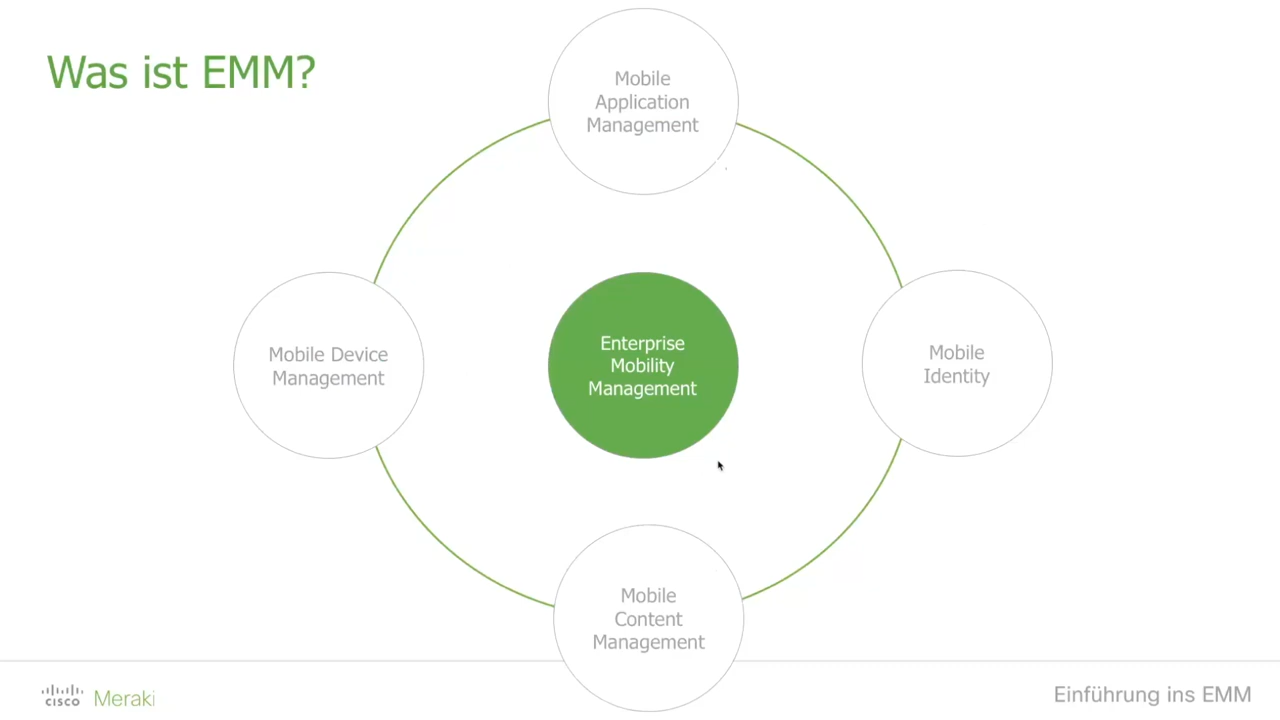 Was ist EMM?
Mobile
Application
Management
Mobile Device
Management
Enterprise
Mobility
Management
Mobile
Identity
Mobile
Content
Management
cisco Meraki
Einführung ins EMM